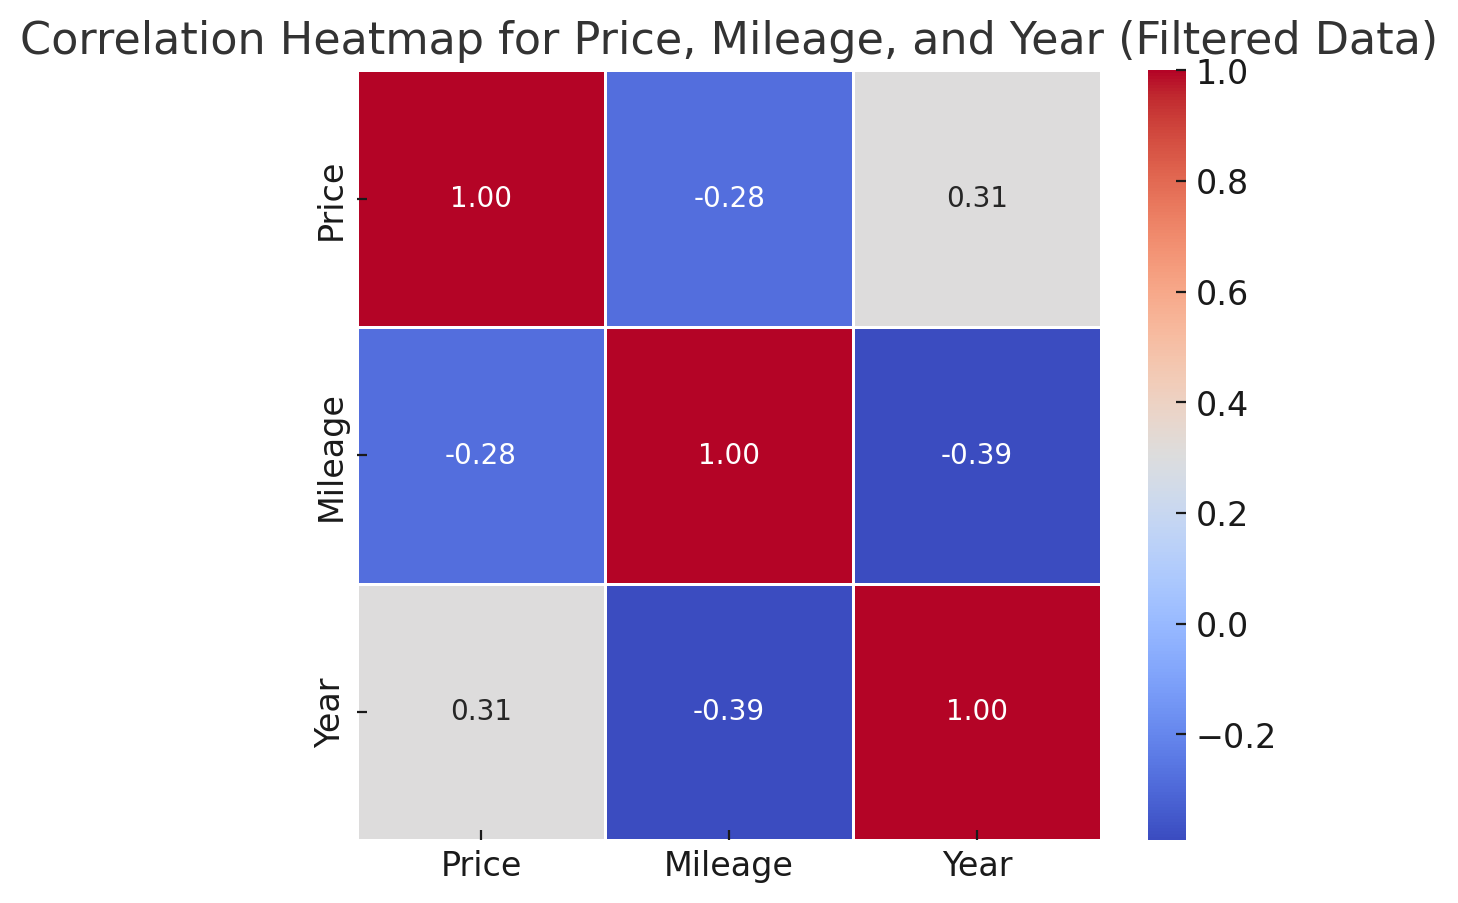 Correlation Heatmap for Price, Mileage, and Year (Filtered Data)
Price
1.00
-0.28
0.31
Mileage
-0.28
1.00
-0.39
Year
0.31
-0.39
1.00
Price
Mileage
Year
1.0
0.8
0.6
0.4
0.2
0.0
−0.2